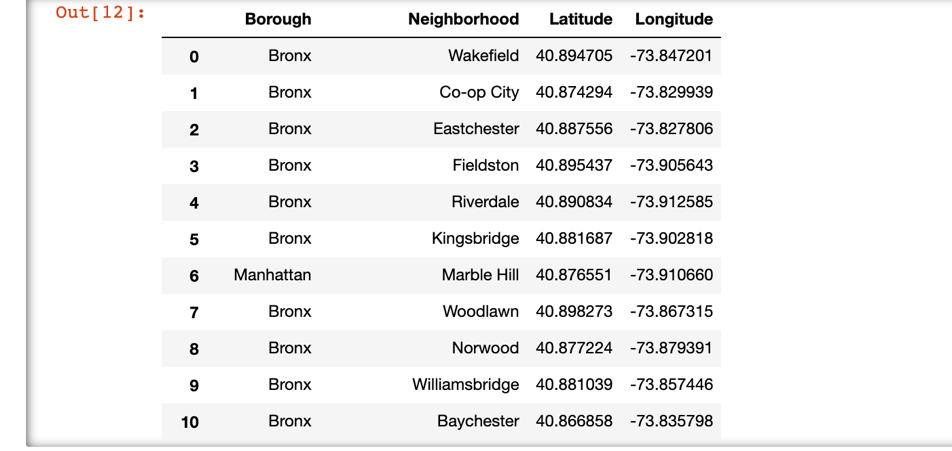 Out[12]:
Borough Neighborhood Latitude Longitude
0 Bronx Wakefield 40.894705 -73.847201
1 Bronx Co-op City 40.874294 -73.829939
2 Bronx Eastchester 40.887556 -73.827806
3 Bronx Fieldston 40.895437 -73.905643
4 Bronx Riverdale 40.890834 -73.912585
5 Bronx Kingsbridge 40.881687 -73.902818
6 Manhattan Marble Hill 40.876551 -73.910660
7 Bronx Woodlawn 40.898273 -73.867315
8 Bronx Norwood 40.877224 -73.879391
9 Bronx Williamsbridge 40.881039 -73.857446
10 Bronx Baychester 40.866858 -73.835798